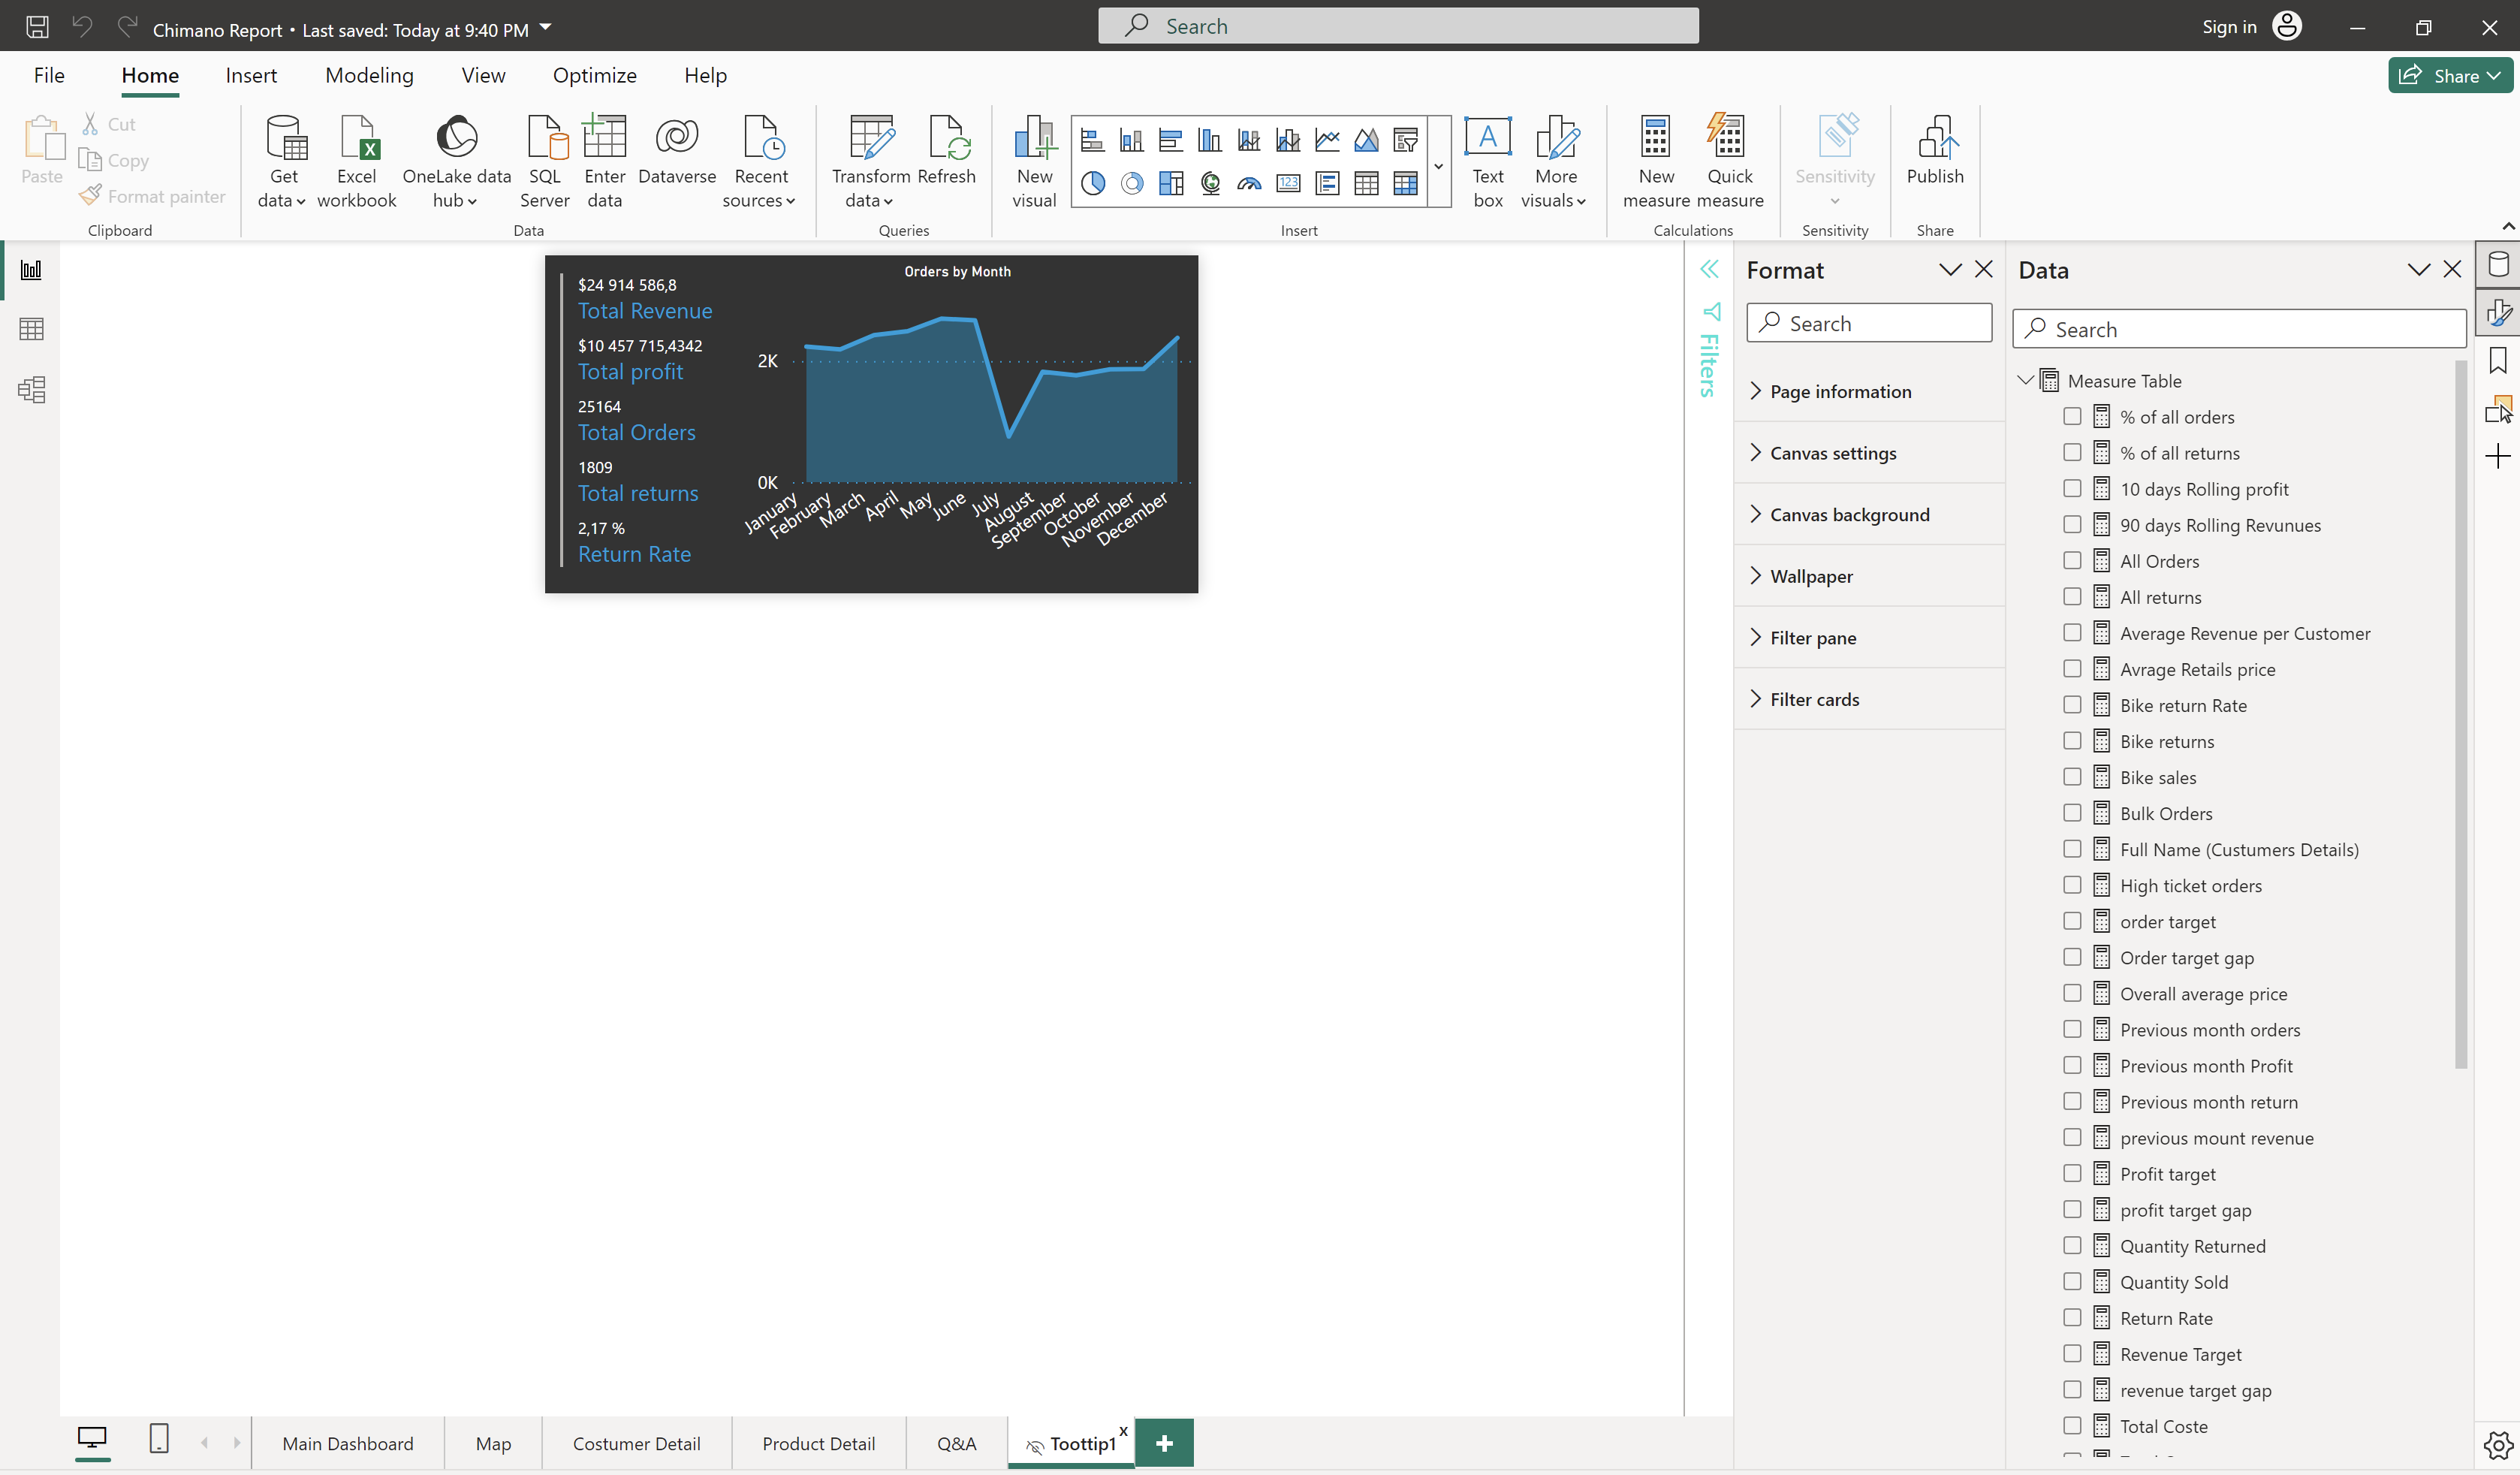 Chimano Report • Last saved: Today at 9:40 PM
Search
Sign in
File
Home
Insert
Modeling
View
Optimize
Help
Share
Paste
Cut
Copy
Format painter
Clipboard
Get
data
Excel
workbook
OneLake data
hub
SQL
Server
Enter
data
Dataverse
Recent
sources
Data
Transform
data
Refresh
Queries
New
visual
123
A
Text
box
More
visuals
Insert
New
measure
Quick
measure
Calculations
Sensitivity
Sensitivity
Publish
Share
$24 914 586,8
Total Revenue
$10 457 715,4342
Total profit
25164
Total Orders
1809
Total returns
2,17 %
Return Rate
Orders by Month
2K
0K
January
February
March
April
May
June
July
August
September
October
November
December
Filters
Format
Search
Page information
Canvas settings
Canvas background
Wallpaper
Filter pane
Filter cards
Data
Search
Measure Table
% of all orders
% of all returns
10 days Rolling profit
90 days Rolling Revunues
All Orders
All returns
Average Revenue per Customer
Avrage Retails price
Bike return Rate
Bike returns
Bike sales
Bulk Orders
Full Name (Custumers Details)
High ticket orders
order target
Order target gap
Overall average price
Previous month orders
Previous month Profit
Previous month return
previous mount revenue
Profit target
profit target gap
Quantity Returned
Quantity Sold
Return Rate
Revenue Target
revenue target gap
Total Coste
Main Dashboard
Map
Costumer Detail
Product Detail
Q&A
Toottip1
x